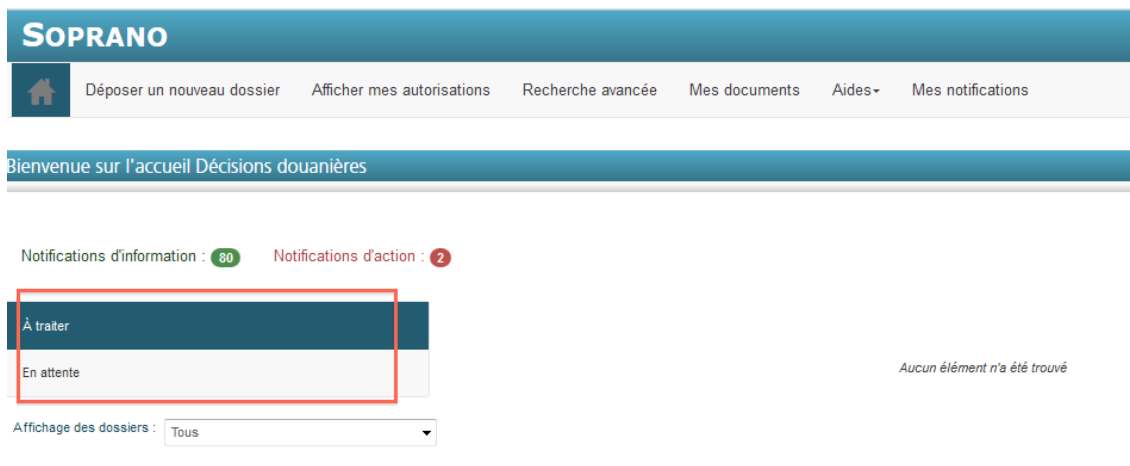 SOPRANO
Déposer un nouveau dossier Afficher mes autorisations Recherche avancée Mes documents Aides Mes notifications
Bienvenue sur l'accueil Décisions douanières
Notifications d'information : 80 Notifications d'action : 2
À traiter
En attente
Aucun élément n'a été trouvé
Affichage des dossiers : Tous